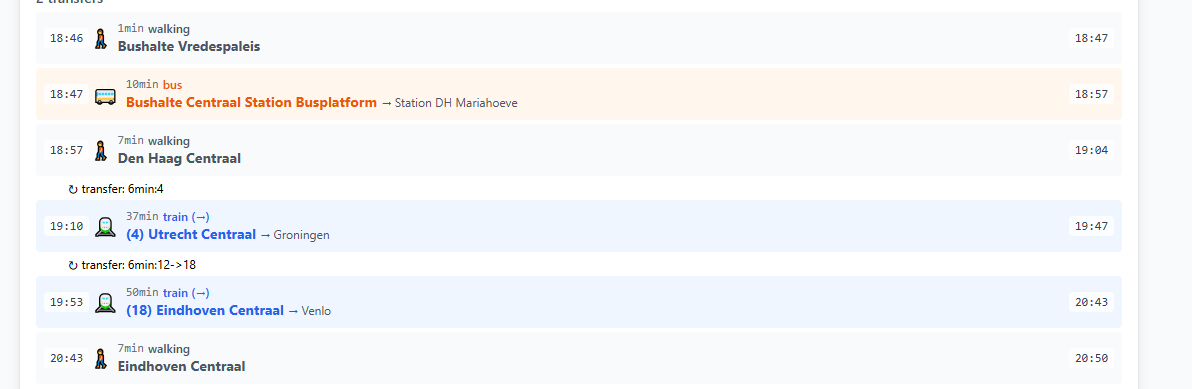 2 transfers
18:46 1min walking 18:47
Bushalte Vredespaleis
18:47 10min bus 18:57
Bushalte Centraal Station Busplatform → Station DH Mariahoeve
18:57 7min walking 19:04
Den Haag Centraal
↻ transfer: 6min:4
19:10 37min train (→) 19:47
(4) Utrecht Centraal → Groningen
↻ transfer: 6min:12->18
19:53 50min train (→) 20:43
(18) Eindhoven Centraal → Venlo
20:43 7min walking 20:50
Eindhoven Centraal